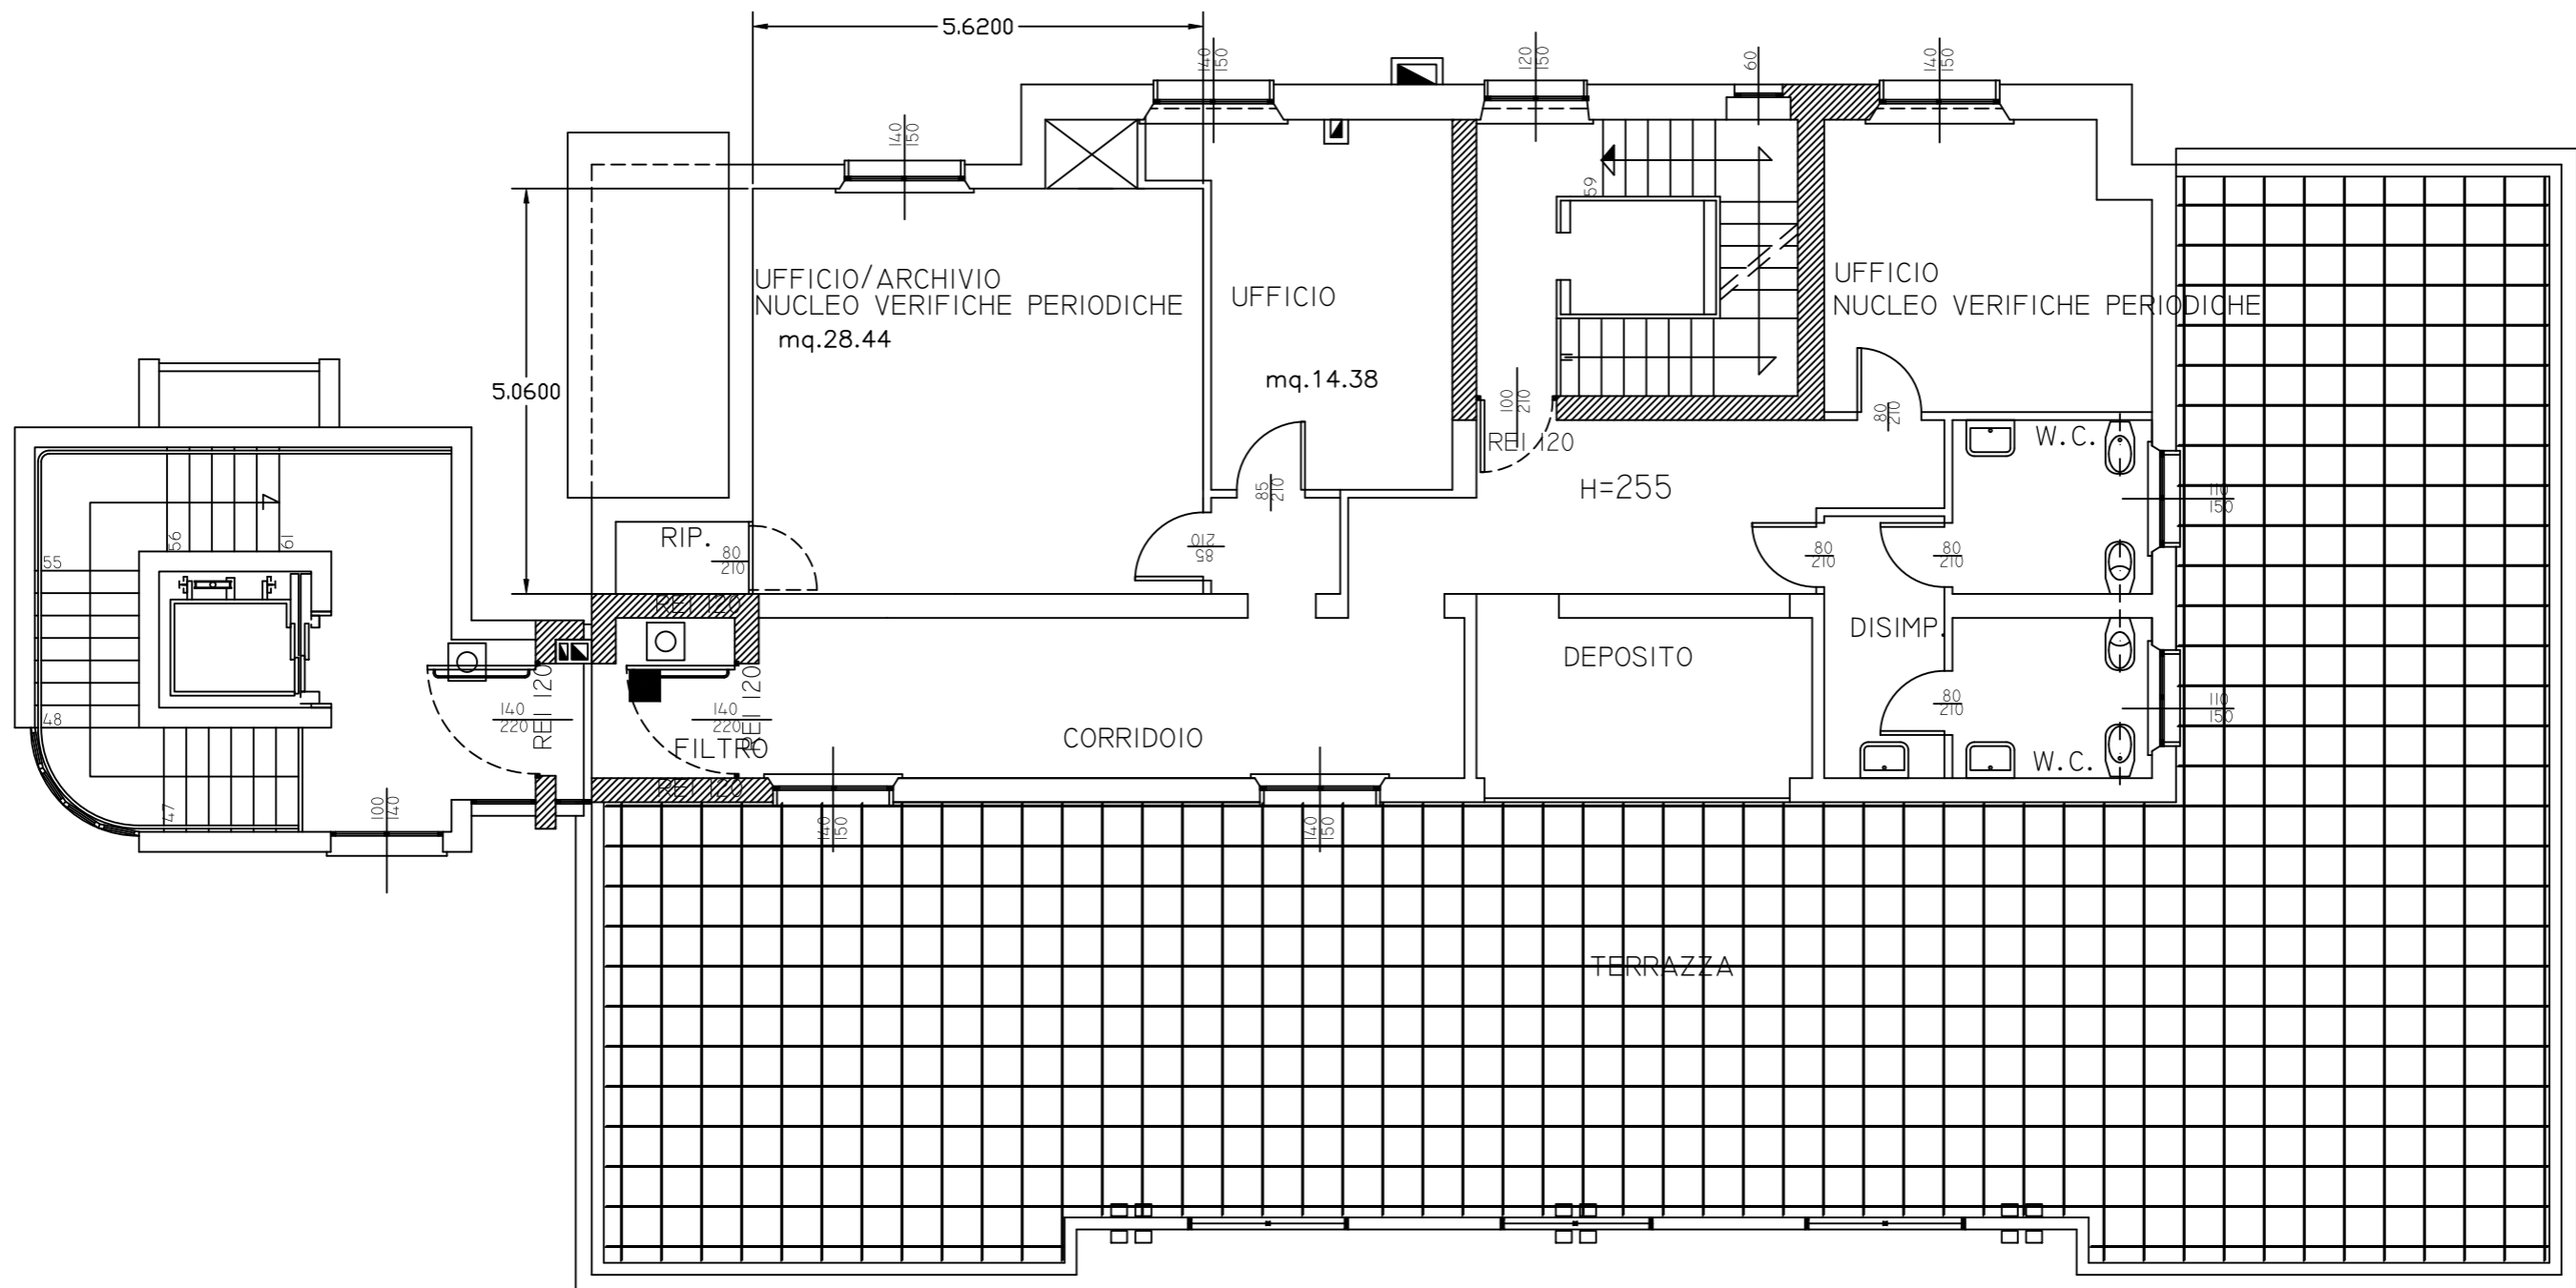 5.6200
140
150
120
150
60
140
150
140
150
59
UFFICIO/ARCHIVIO
NUCLEO VERIFICHE PERIODICHE
mq.28.44
UFFICIO
mq.14.38
UFFICIO
NUCLEO VERIFICHE PERIODICHE
5.0600
100
210
REI 120
80
210
W.C.
H=255
85
210
110
150
RIP.
80
210
85
210
80
210
80
210
56
61
55
48
47
REI 120
DISIMP.
DEPOSITO
REI 120
140
220
REI 120
140
220
FILTRO
CORRIDOIO
80
210
110
150
W.C.
REI 120
100
140
140
150
140
150
TERRAZZA